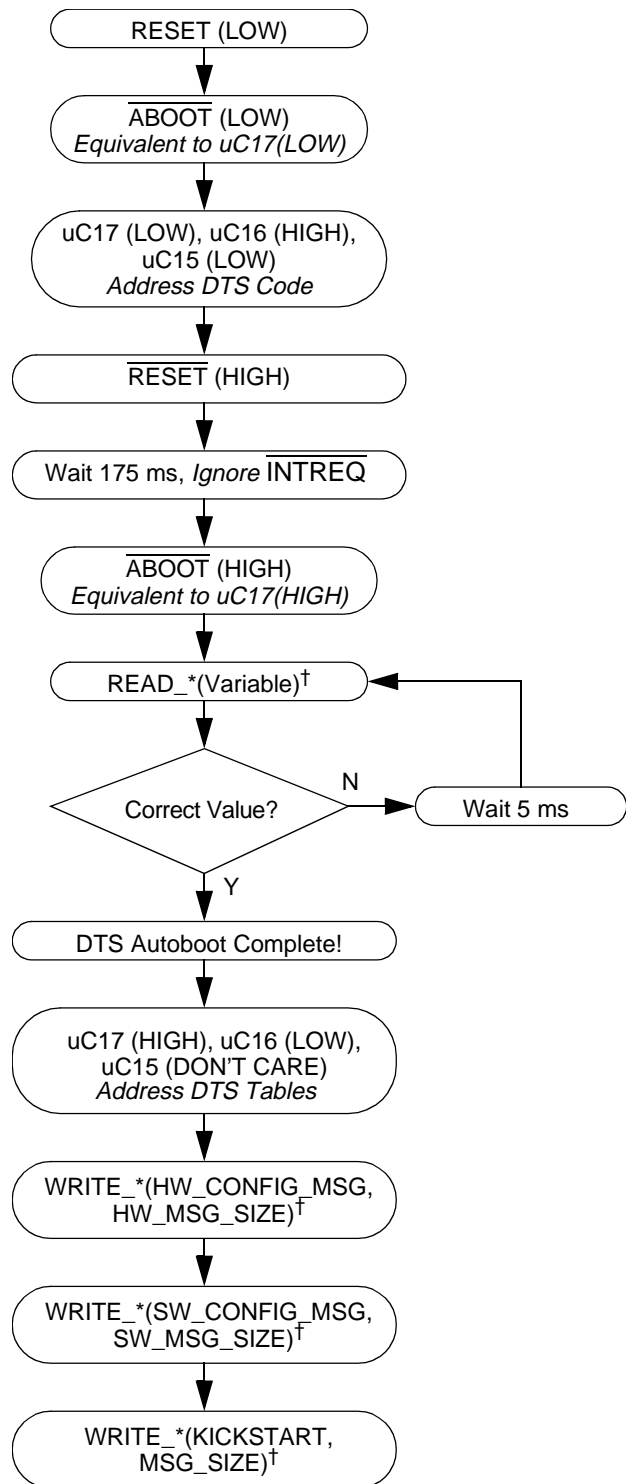 RESET (LOW)
ABOOT (LOW)
Equivalent to uC17(LOW)
uC17 (LOW), uC16 (HIGH),
uC15 (LOW)
Address DTS Code
RESET (HIGH)
Wait 175 ms, Ignore INTREQ
ABOOT (HIGH)
Equivalent to uC17(HIGH)
READ_*(Variable)†
Correct Value?
N
Wait 5 ms
Y
DTS Autoboot Complete!
uC17 (HIGH), uC16 (LOW),
uC15 (DON'T CARE)
Address DTS Tables
WRITE_*(HW_CONFIG_MSG,
HW_MSG_SIZE)†
WRITE_*(SW_CONFIG_MSG,
SW_MSG_SIZE)†
WRITE_*(KICKSTART,
MSG_SIZE)†